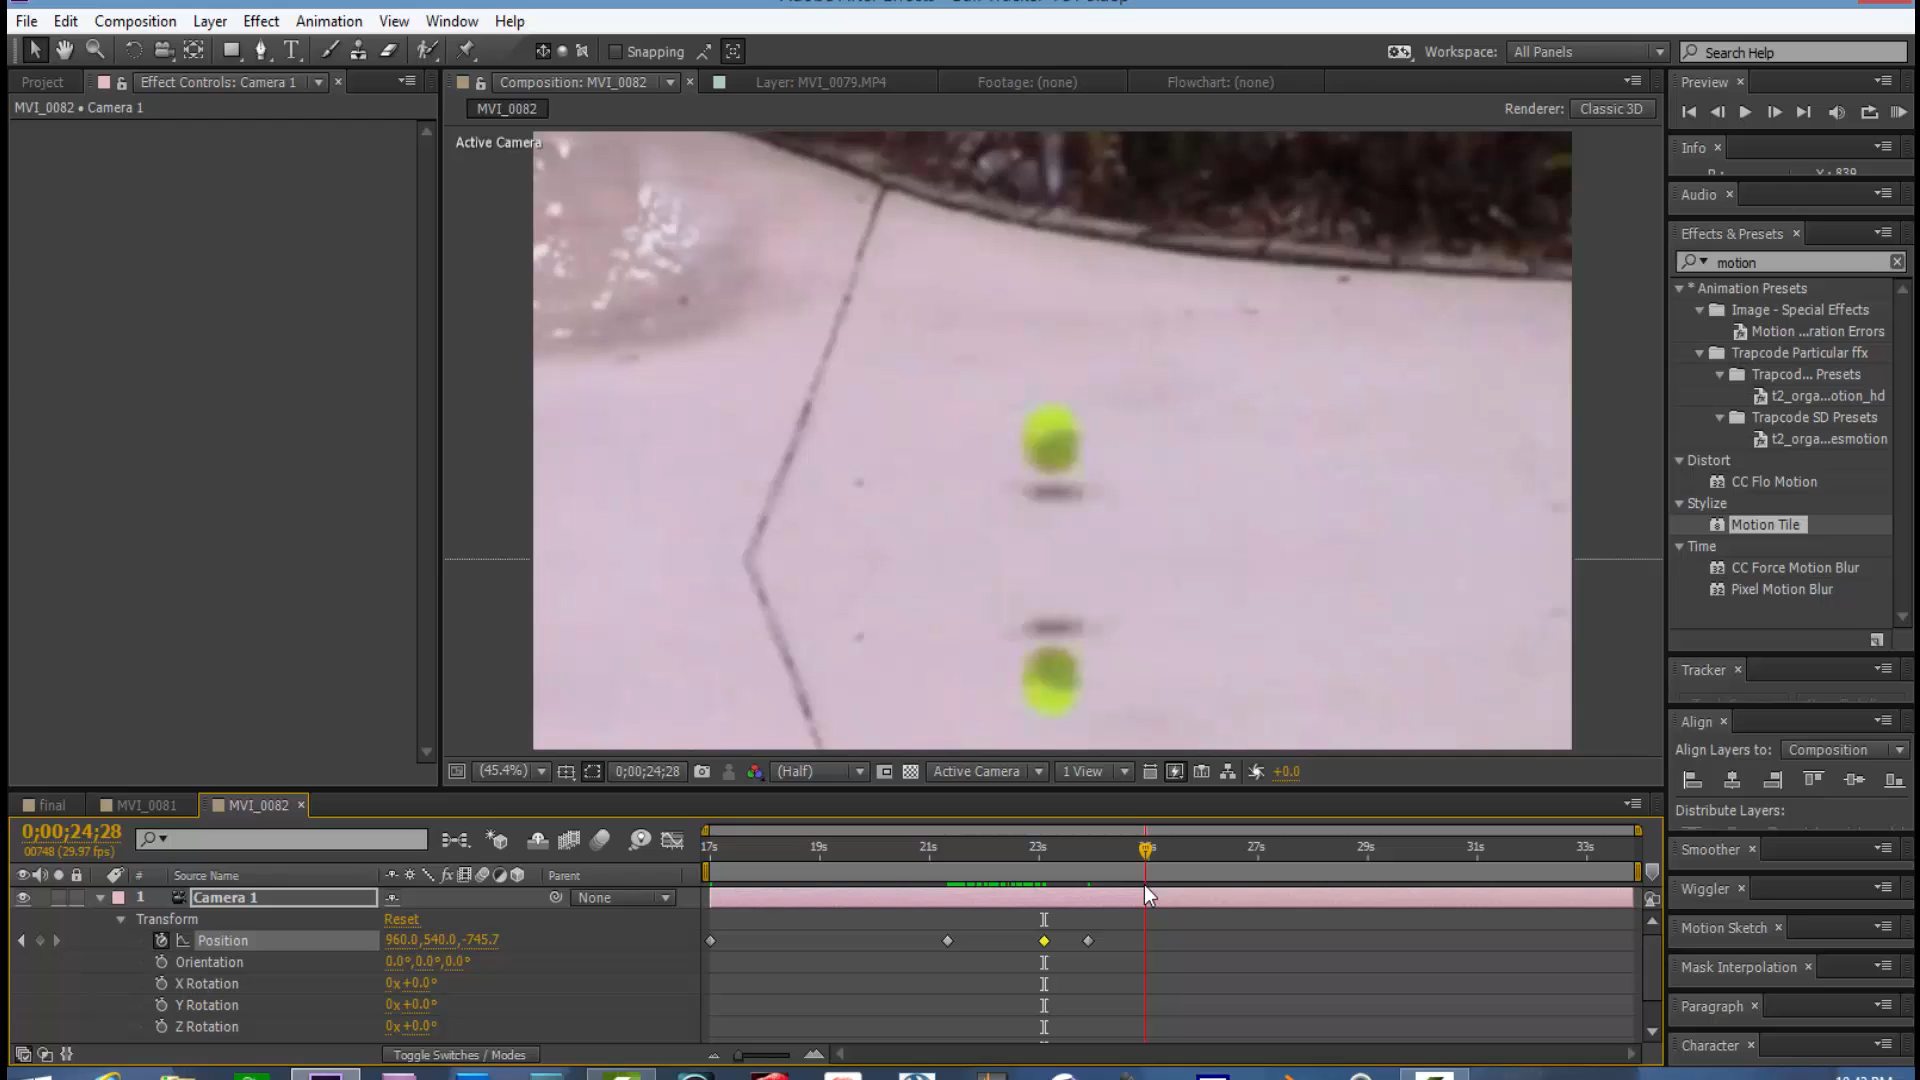 File Edit Composition Layer Effect Animation View Window Help
Snapping
Workspace: All Panels
Search Help
Project
Effect Controls: Camera 1
Composition: MVI_0082
Layer: MVI_0079.MP4
Footage: (none)
Flowchart: (none)
Preview
MVI_0082 • Camera 1
MVI_0082
Renderer: Classic 3D
Active Camera
Info
Audio
Effects & Presets
motion
* Animation Presets
Image - Special Effects
Motion ...ration Errors
Trapcode Particular ffx
Trapcod... Presets
t2_orga...otion_hd
Trapcode SD Presets
t2_orga...esmotion
Distort
CC Flo Motion
Stylize
Motion Tile
Time
CC Force Motion Blur
Pixel Motion Blur
Tracker
Align
Align Layers to: Composition
Distribute Layers:
Smoother
Wiggler
Motion Sketch
Mask Interpolation
Paragraph
Character
(45.4%) 0;00;24;28 (Half) Active Camera 1 View +0.0
final MVI_0081 MVI_0082
0;00;24;28
00748 (29.97 fps)
17s 19s 21s 23s 27s 29s 31s 33s
# Source Name Parent
1 Camera 1 None
Transform Reset
Position 960.0,540.0,-745.7
Orientation 0.0°,0.0°,0.0°
X Rotation 0x+0.0°
Y Rotation 0x+0.0°
Z Rotation 0x+0.0°
Toggle Switches / Modes